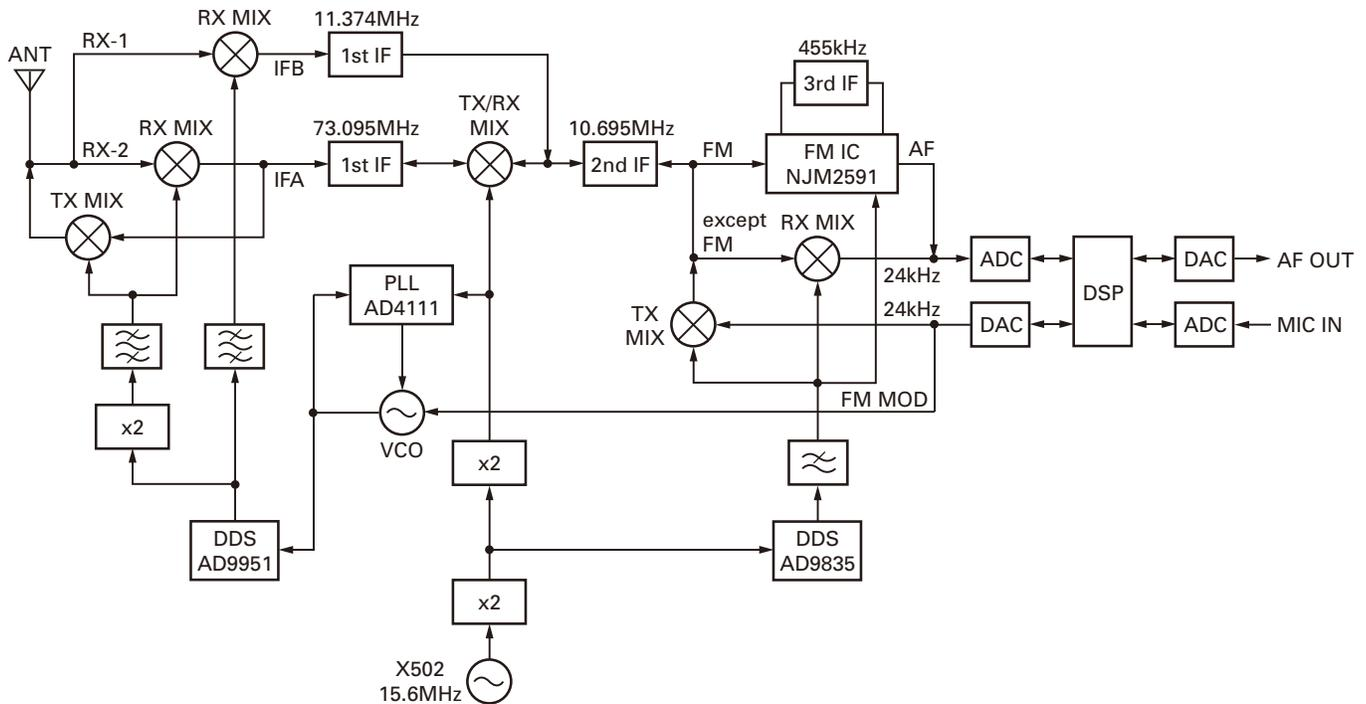 RX MIX
11.374MHz
455kHz
ANT
RX-1
1st IF
3rd IF
IFB
TX/RX
MIX
RX MIX
73.095MHz
10.695MHz
RX-2
1st IF
2nd IF
FM
FM IC
NJM2591
AF
IFA
TX MIX
except
FM
RX MIX
PLL
AD4111
24kHz
ADC
DSP
DAC
AF OUT
TX
MIX
24kHz
DAC
ADC
MIC IN
x2
VCO
FM MOD
x2
DDS
AD9951
DDS
AD9835
x2
X502
15.6MHz